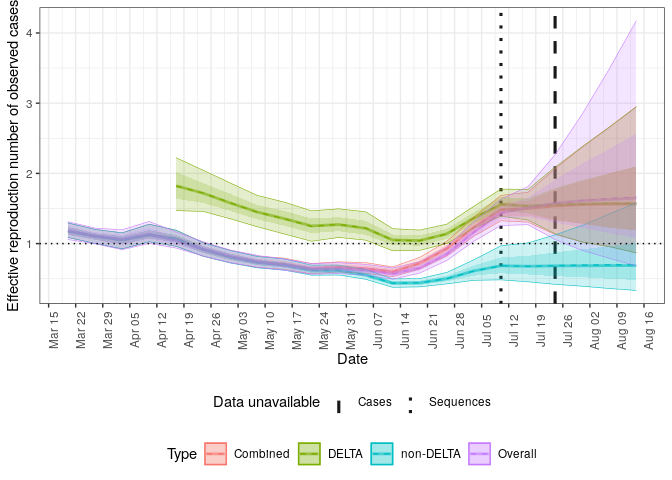 Effective reproduction number of observed cases
4
3
2
1
Mar 15
Mar 22
Mar 29
Apr 05
Apr 12
Apr 19
Apr 26
May 03
May 10
May 17
May 24
May 31
Jun 07
Jun 14
Jun 21
Jun 28
Jul 05
Jul 12
Jul 19
Jul 26
Aug 02
Aug 09
Aug 16
Date
Data unavailable Cases Sequences
Type Combined DELTA non-DELTA Overall